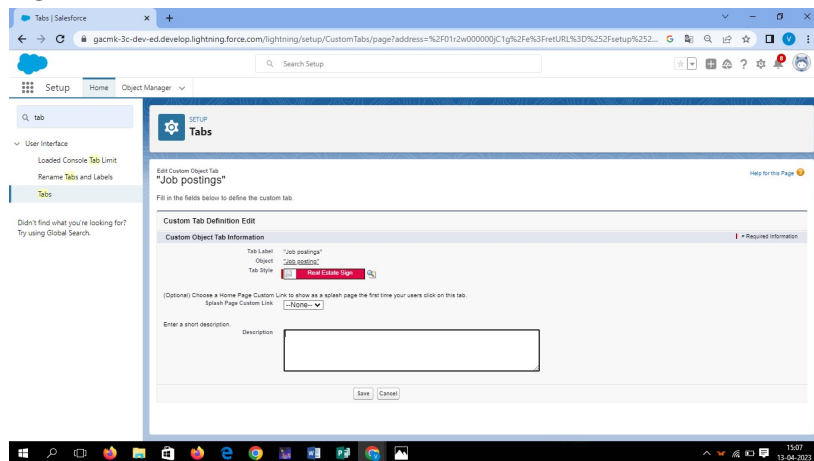 Tabs | Salesforce
gacmk-3c-dev-ed.develop.lightning.force.com/lightning/setup/CustomTabs/page?address=%2F01r2w000000jC1g%2Fe%3FretURL%3D%252Fsetup%252...
V
Search Setup
Setup
Home
Object Manager
tab
User Interface
Loaded Console Tab Limit
Rename Tabs and Labels
Tabs
Didn't find what you're looking for?
Try using Global Search.
SETUP
Tabs
Edit Custom Object Tab
"Job postings"
Help for this Page
Fill in the fields below to define the custom tab.
Custom Tab Definition Edit
Custom Object Tab Information
= Required Information
Tab Label "Job postings"
Object "Job posting"
Tab Style Real Estate Sign
(Optional) Choose a Home Page Custom Link to show as a splash page the first time your users click on this tab.
Splash Page Custom Link --None--
Enter a short description.
Description
Save Cancel
15:07
13-04-2023